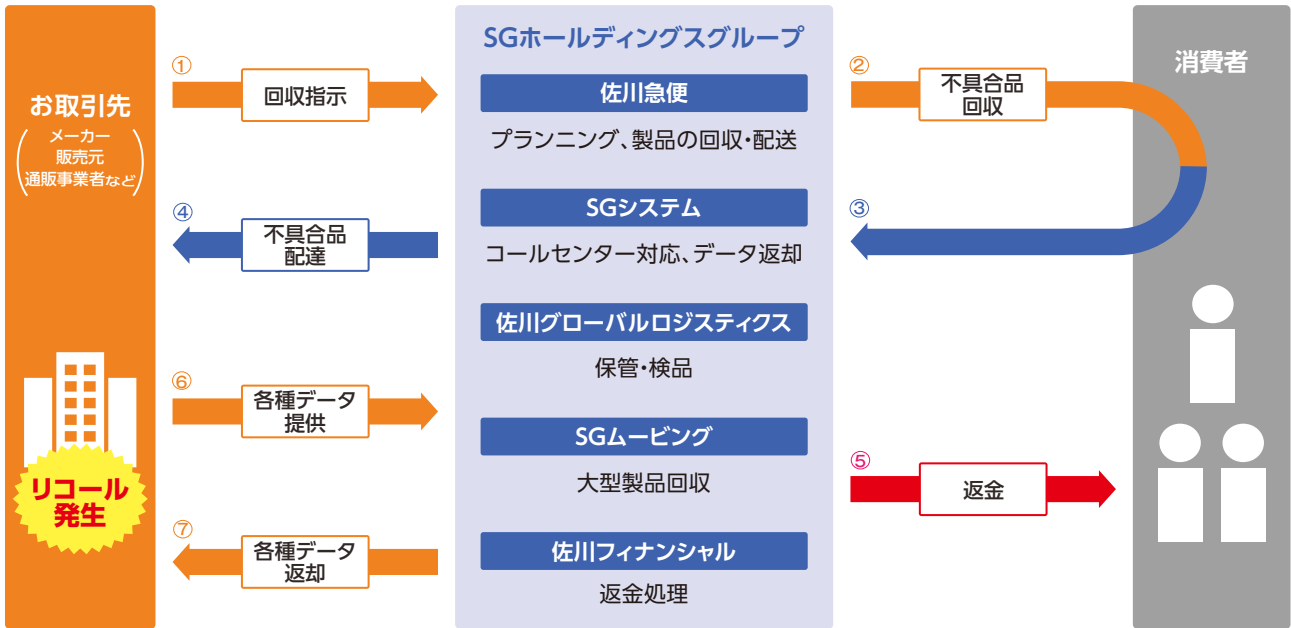 お取引先
メーカー
販売元
通販事業者など
リコール
発生
①
回収指示
④
不具合品
配達
⑥
各種データ
提供
⑦
各種データ
返却
SGホールディングスグループ
佐川急便
プランニング、製品の回収・配送
SGシステム
コールセンター対応、データ返却
佐川グローバルロジスティクス
保管・検品
SGムービング
大型製品回収
佐川フィナンシャル
返金処理
②
不具合品
回収
③
⑤
返金
消費者